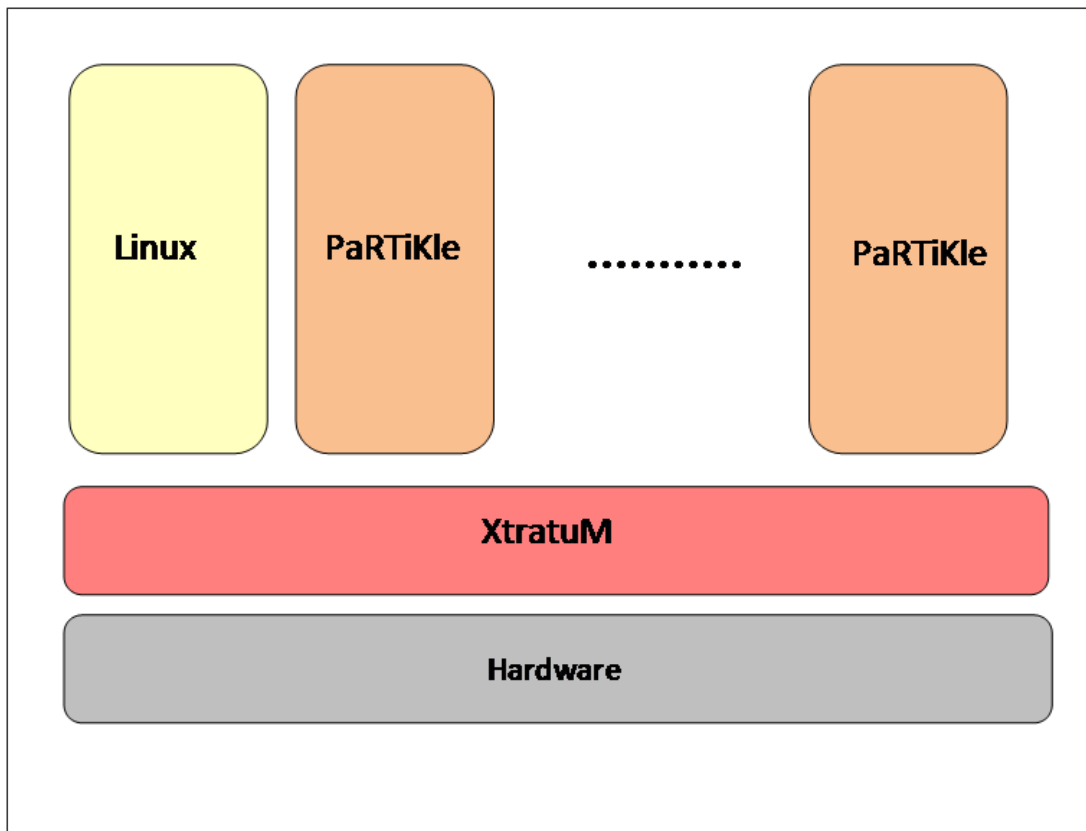 Linux
PaRTiKle
...........
PaRTiKle
XtratuM
Hardware